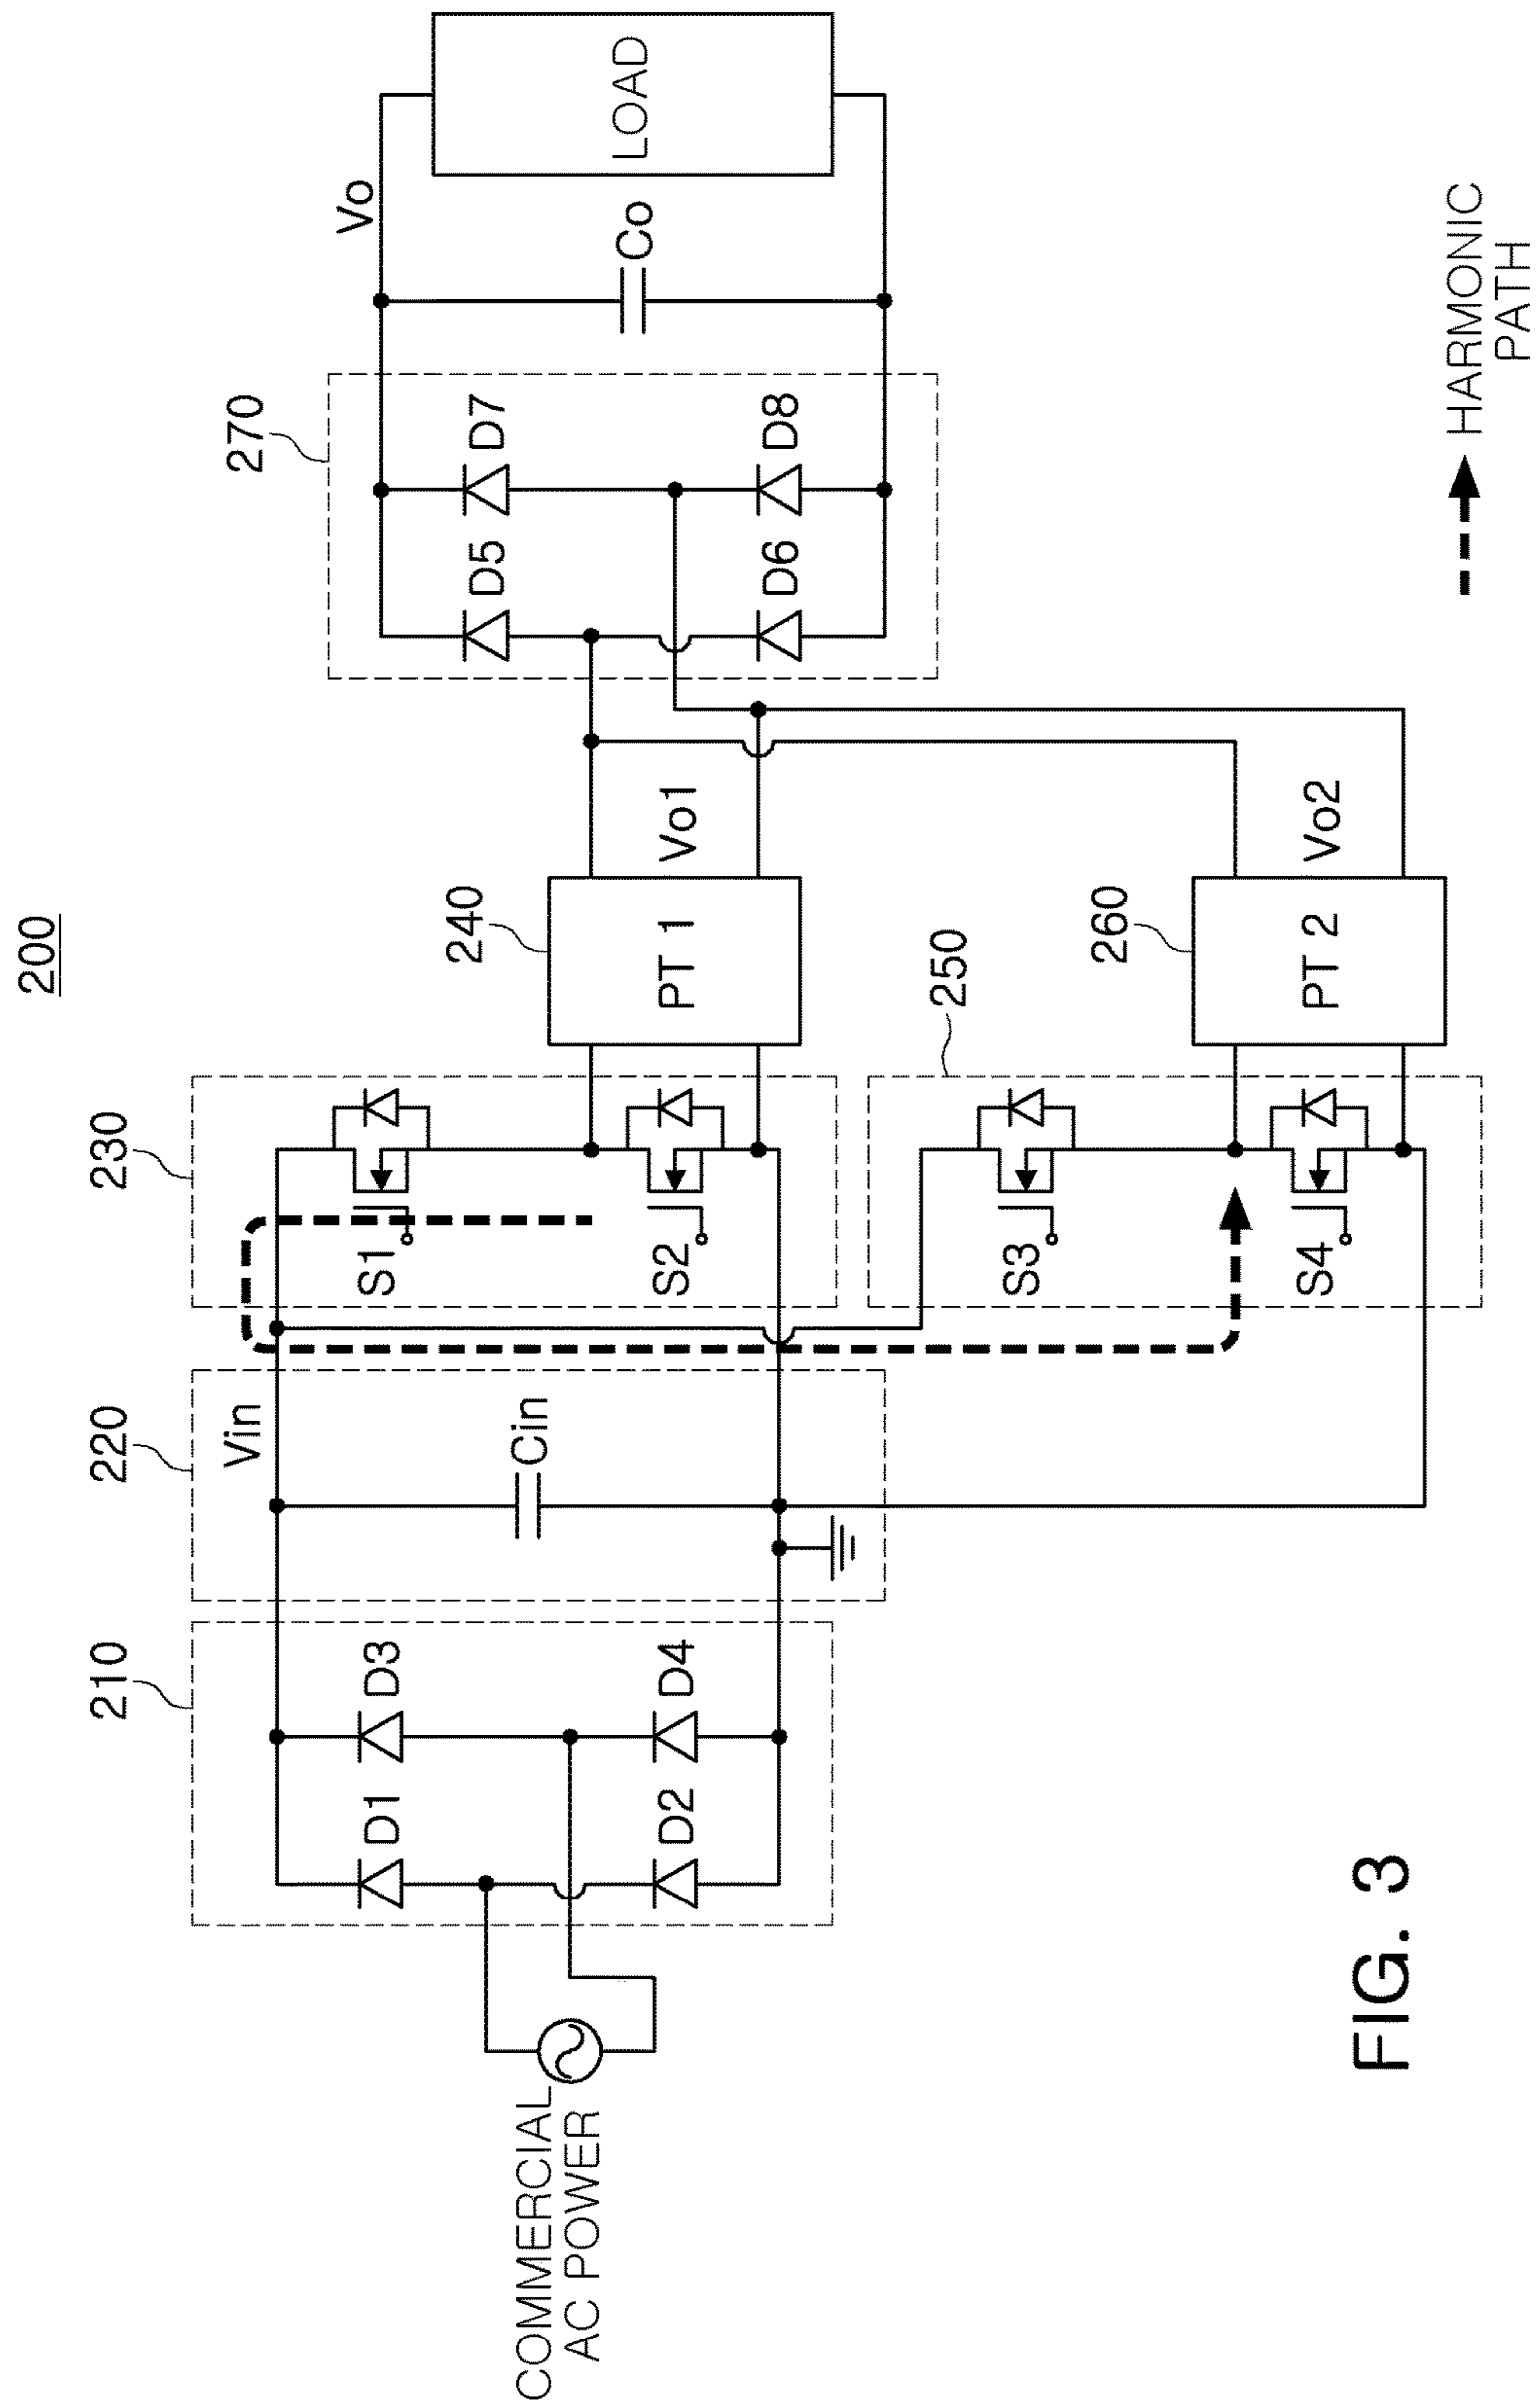 200
210
220
230
240
250
260
270
COMMERCIAL
AC POWER
D1
D2
D3
D4
Vin
Cin
S1
S2
S3
S4
PT 1
PT 2
Vo1
Vo2
D5
D6
D7
D8
Vo
Co
LOAD
HARMONIC
PATH
FIG. 3